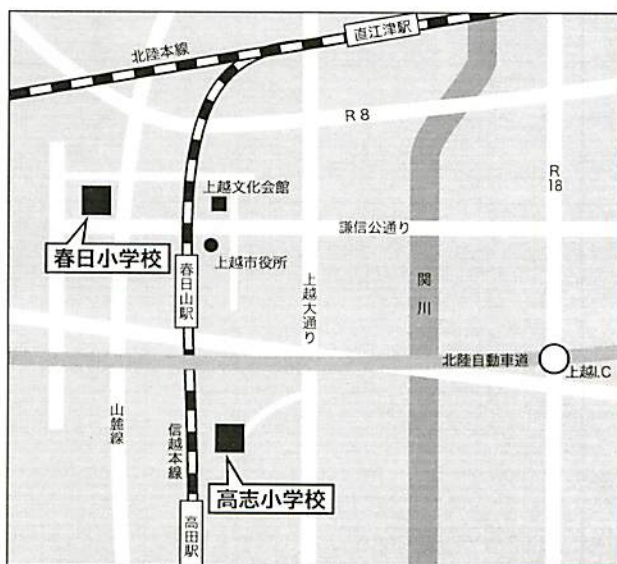 直江津駅
北陸本線
R8
R18
上越文化会館
謙信公通り
春日小学校
上越市役所
春日山駅
上越大通り
関川
北陸自動車道
上越I.C
山麓線
信越本線
高志小学校
高田駅